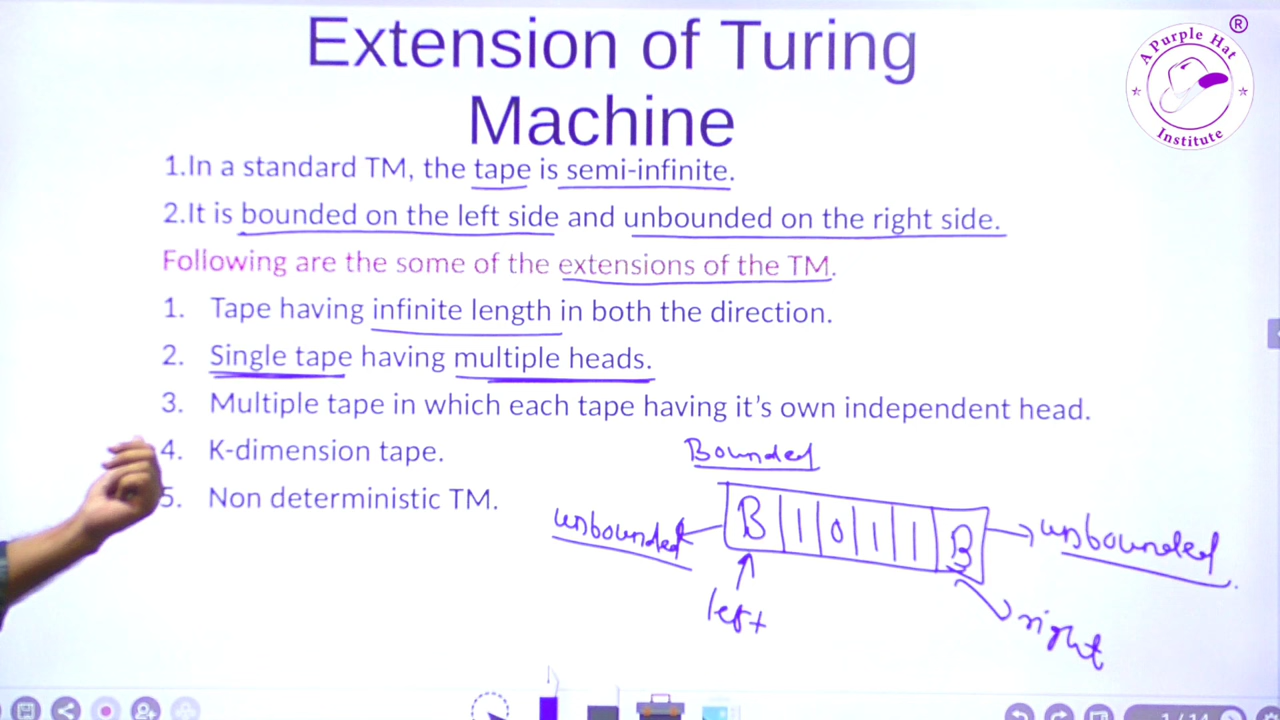 Extension of Turing
Machine
A Purple Hat
Institute
®
1.In a standard TM, the tape is semi-infinite.
2.It is bounded on the left side and unbounded on the right side.
Following are the some of the extensions of the TM.
1. Tape having infinite length in both the direction.
2. Single tape having multiple heads.
3. Multiple tape in which each tape having it's own independent head.
4. K-dimension tape.
5. Non deterministic TM.
Bounded
unbounded B 1 0 1 1 B unbounded
left
right